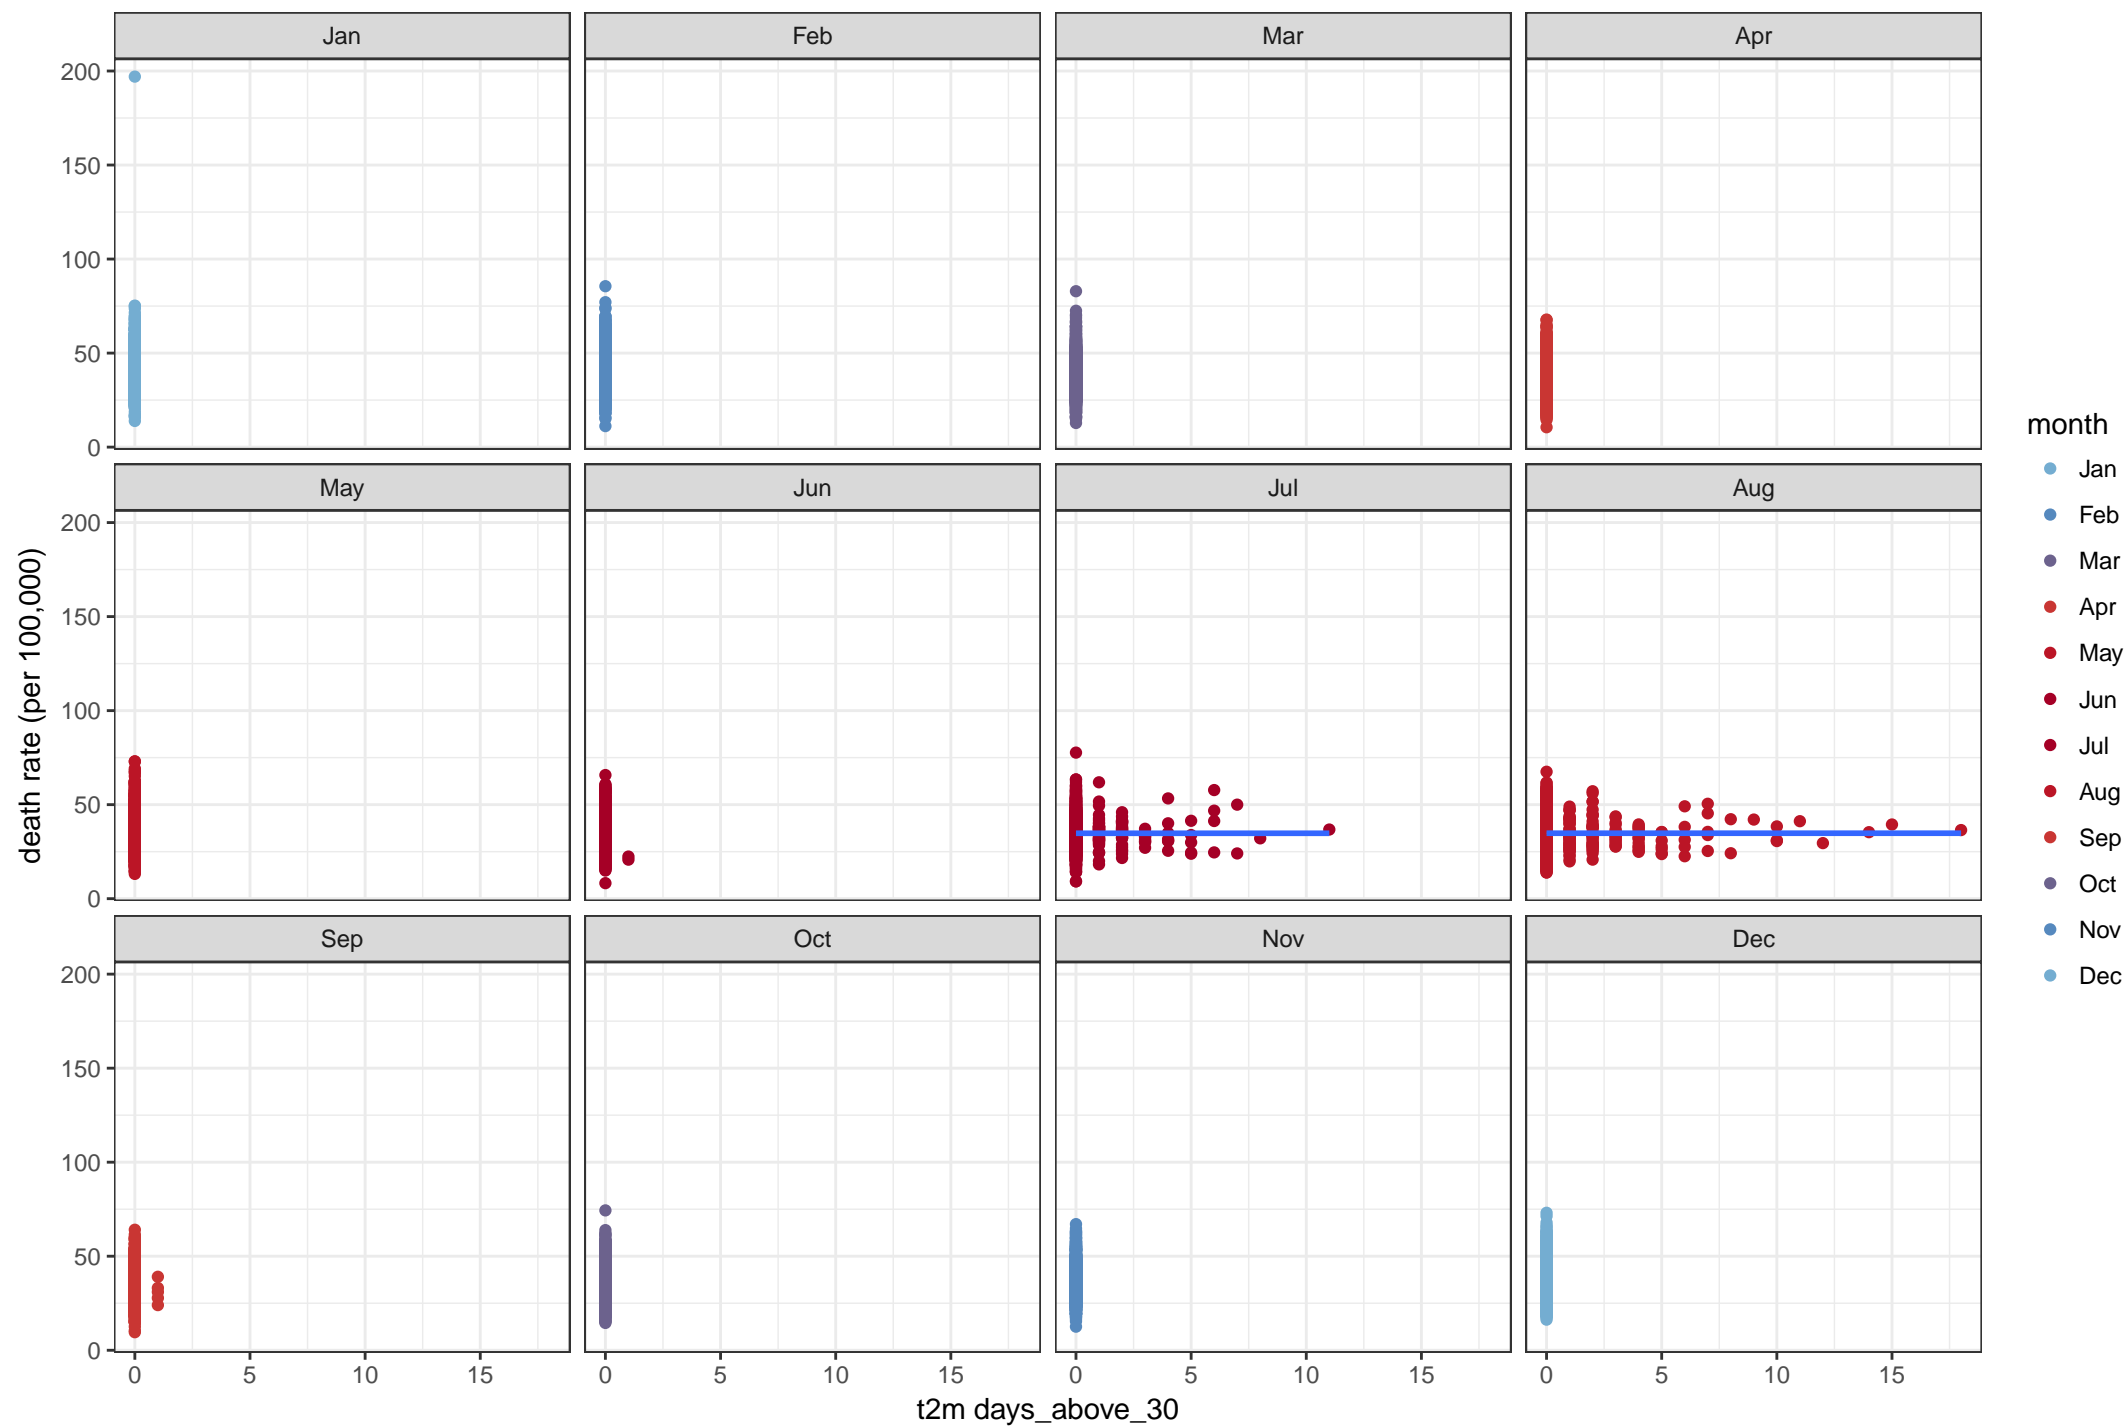 Jan Feb Mar Apr
200
150
100
50
0
May Jun Jul Aug
200
150
100
50
0
Sep Oct Nov Dec
200
150
100
50
0
0 5 10 15 0 5 10 15 0 5 10 15 0 5 10 15
t2m days_above_30
death rate (per 100,000)
month
Jan
Feb
Mar
Apr
May
Jun
Jul
Aug
Sep
Oct
Nov
Dec